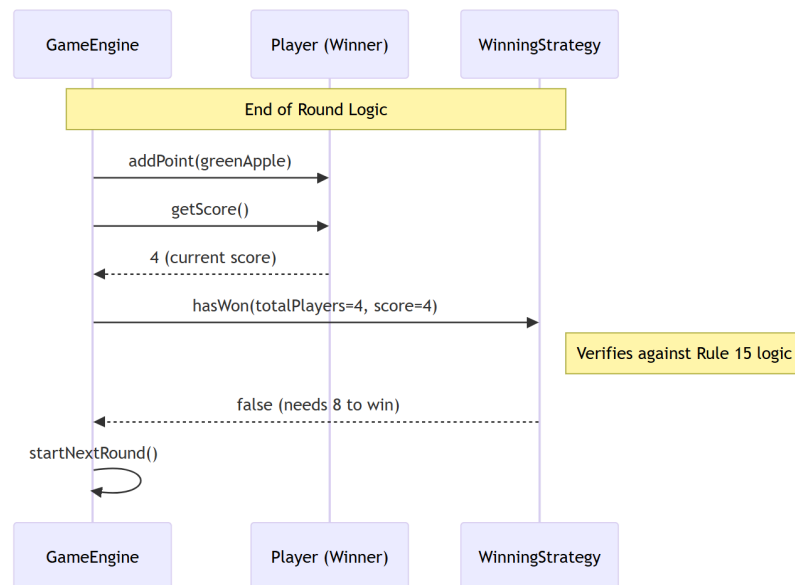 GameEngine
Player (Winner)
WinningStrategy
End of Round Logic
addPoint(greenApple)
getScore()
4 (current score)
hasWon(totalPlayers=4, score=4)
Verifies against Rule 15 logic
false (needs 8 to win)
startNextRound()
GameEngine
Player (Winner)
WinningStrategy